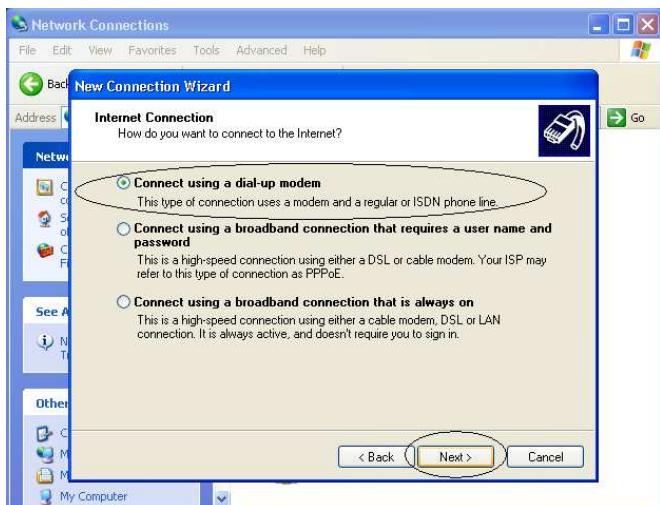 Network Connections
File Edit View Favorites Tools Advanced Help
Back
Address
Go
New Connection Wizard
Internet Connection
How do you want to connect to the Internet?
Netw
Connect using a dial-up modem
This type of connection uses a modem and a regular or ISDN phone line.
Connect using a broadband connection that requires a user name and
password
This is a high-speed connection using either a DSL or cable modem. Your ISP may
refer to this type of connection as PPPoE.
See A
Connect using a broadband connection that is always on
This is a high-speed connection using either a cable modem, DSL or LAN
connection. It is always active, and doesn't require you to sign in.
Other
< Back Next > Cancel
My Computer